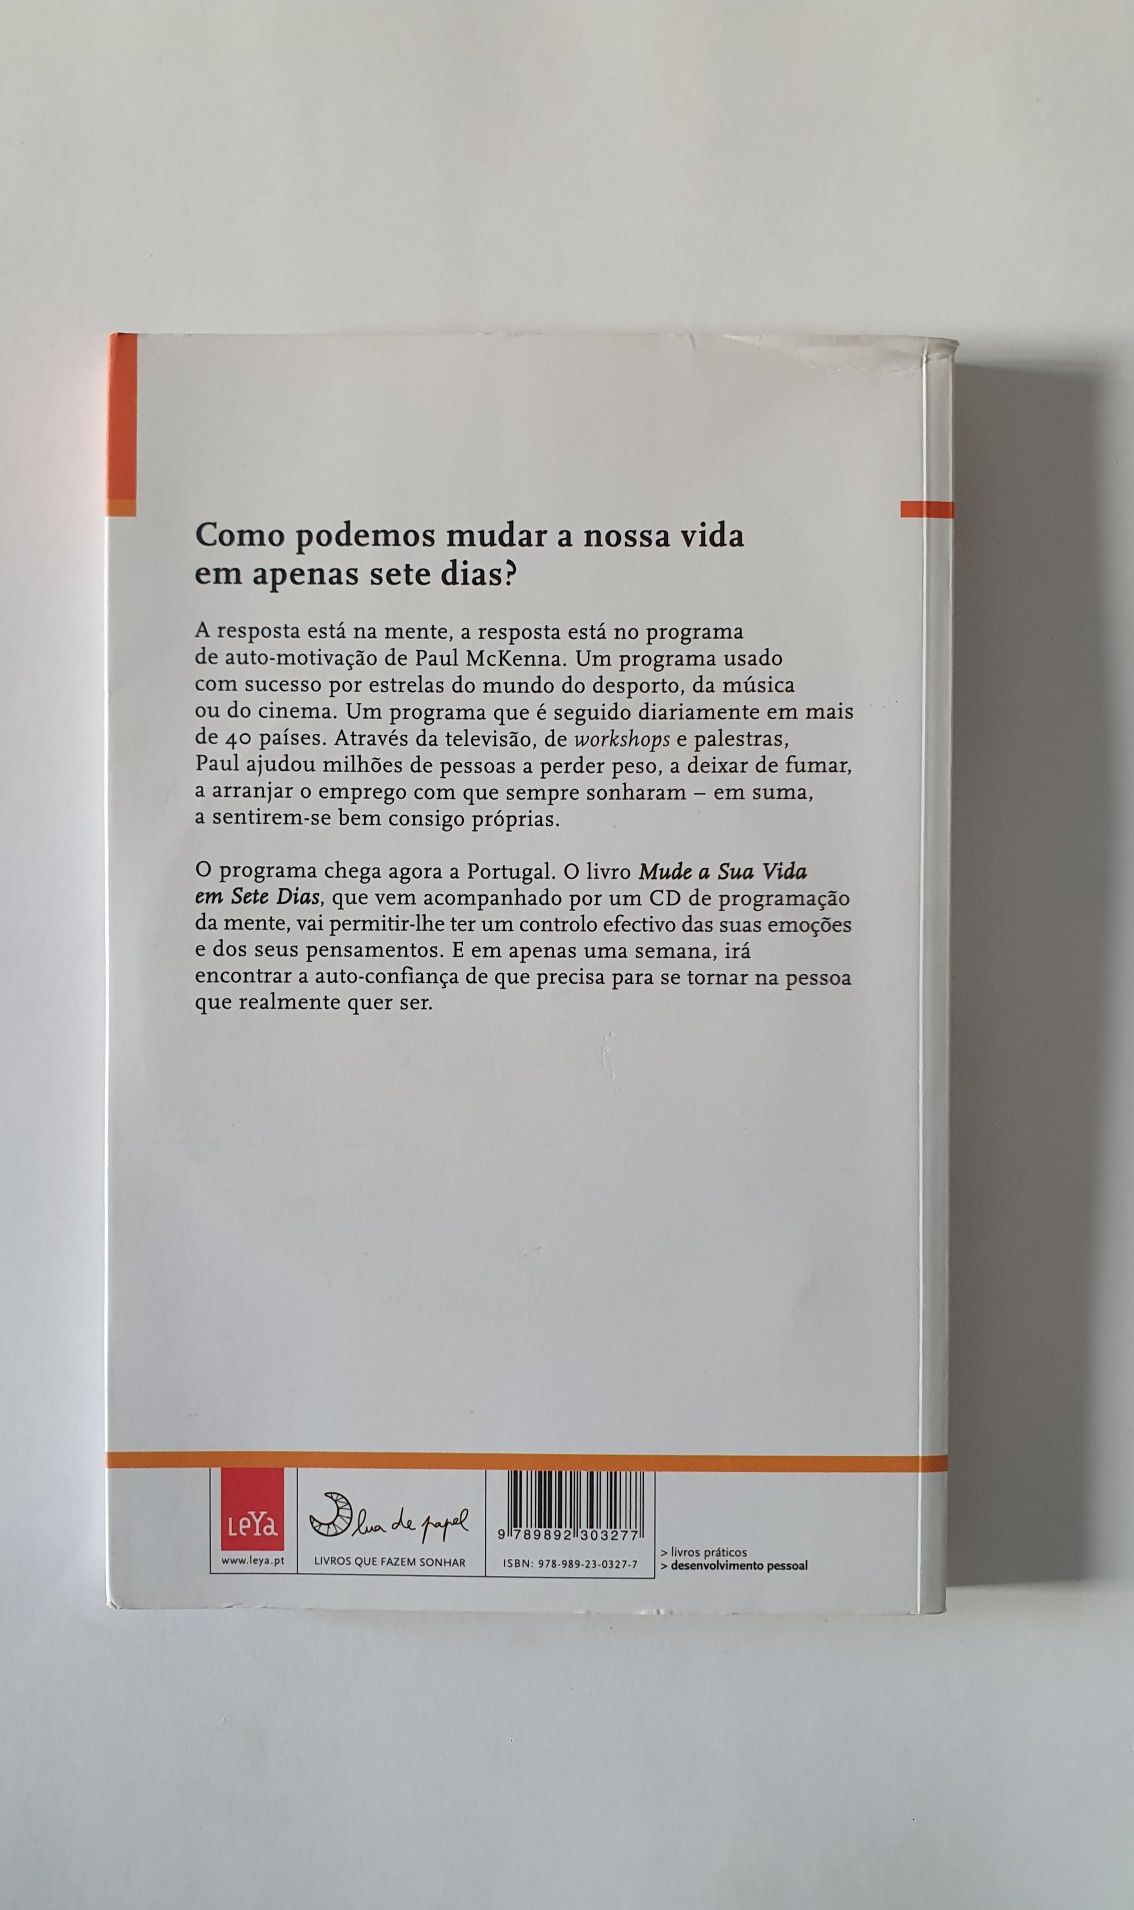 Como podemos mudar a nossa vida
em apenas sete dias?
A resposta está na mente, a resposta está no programa
de auto-motivação de Paul McKenna. Um programa usado
com sucesso por estrelas do mundo do desporto, da música
ou do cinema. Um programa que é seguido diariamente em mais
de 40 países. Através da televisão, de workshops e palestras,
Paul ajudou milhões de pessoas a perder peso, a deixar de fumar,
a arranjar o emprego com que sempre sonharam – em suma,
a sentirem-se bem consigo próprias.
O programa chega agora a Portugal. O livro Mude a Sua Vida
em Sete Dias, que vem acompanhado por um CD de programação
da mente, vai permitir-lhe ter um controlo efectivo das suas emoções
e dos seus pensamentos. E em apenas uma semana, irá
encontrar a auto-confiança de que precisa para se tornar na pessoa
que realmente quer ser.
LeYa
www.leya.pt
lua de papel
LIVROS QUE FAZEM SONHAR
9 789892 303277
ISBN: 978-989-23-0327-7
> livros práticos
> desenvolvimento pessoal